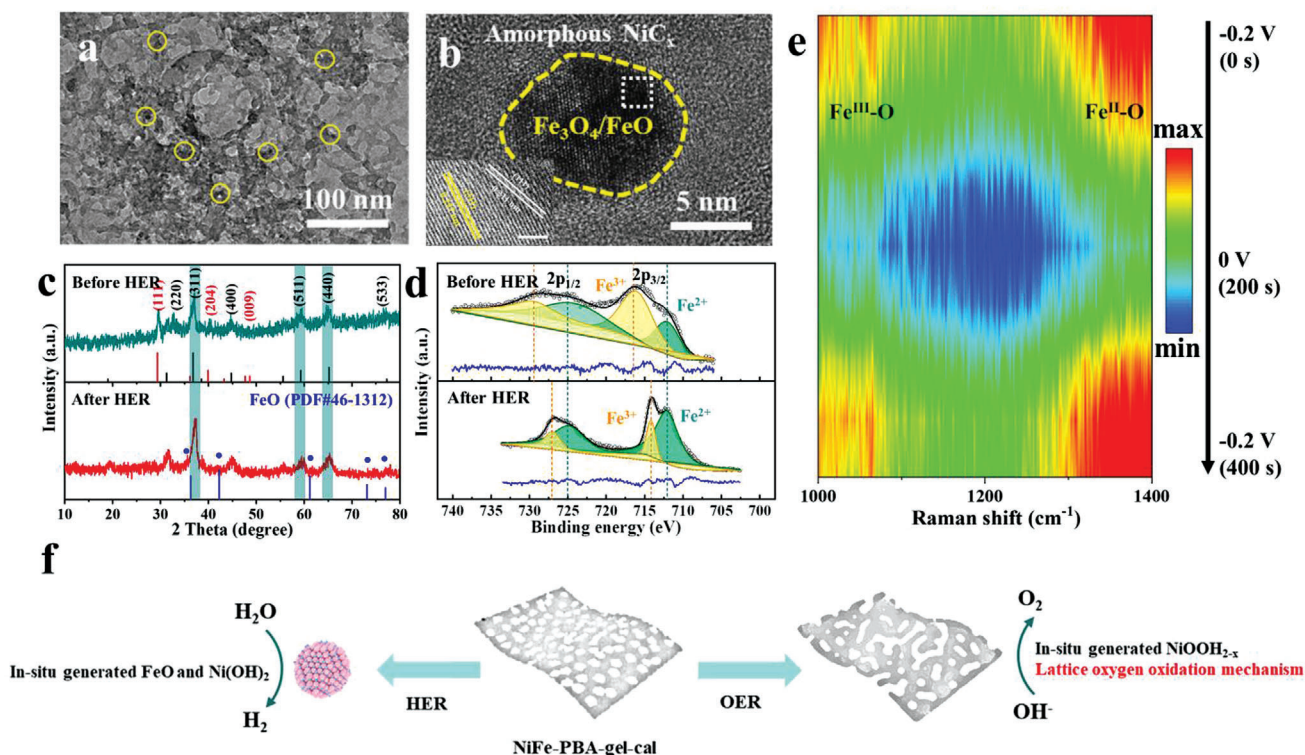 a
100 nm
b
Amorphous NiCₓ
Fe₃O₄/FeO
5 nm
c
Before HER
(111)
(220)
(311)
(204)
(400)
(009)
(511)
(440)
(533)
After HER
FeO (PDF#46-1312)
Intensity (a.u.)
10 20 30 40 50 60 70 80
2 Theta (degree)
d
Before HER
2p₁/₂
Fe³⁺
2p₃/₂
Fe²⁺
After HER
Fe³⁺
Fe²⁺
Intensity (a.u.)
740 735 730 725 720 715 710 705 700
Binding energy (eV)
e
Feᴵᴵᴵ-O
Feᴵᴵ-O
max
min
-0.2 V
(0 s)
0 V
(200 s)
-0.2 V
(400 s)
1000 1200 1400
Raman shift (cm⁻¹)
f
H₂O
In-situ generated FeO and Ni(OH)₂
H₂
HER
NiFe-PBA-gel-cal
OER
O₂
In-situ generated NiOOH₂₋ₓ
Lattice oxygen oxidation mechanism
OH⁻